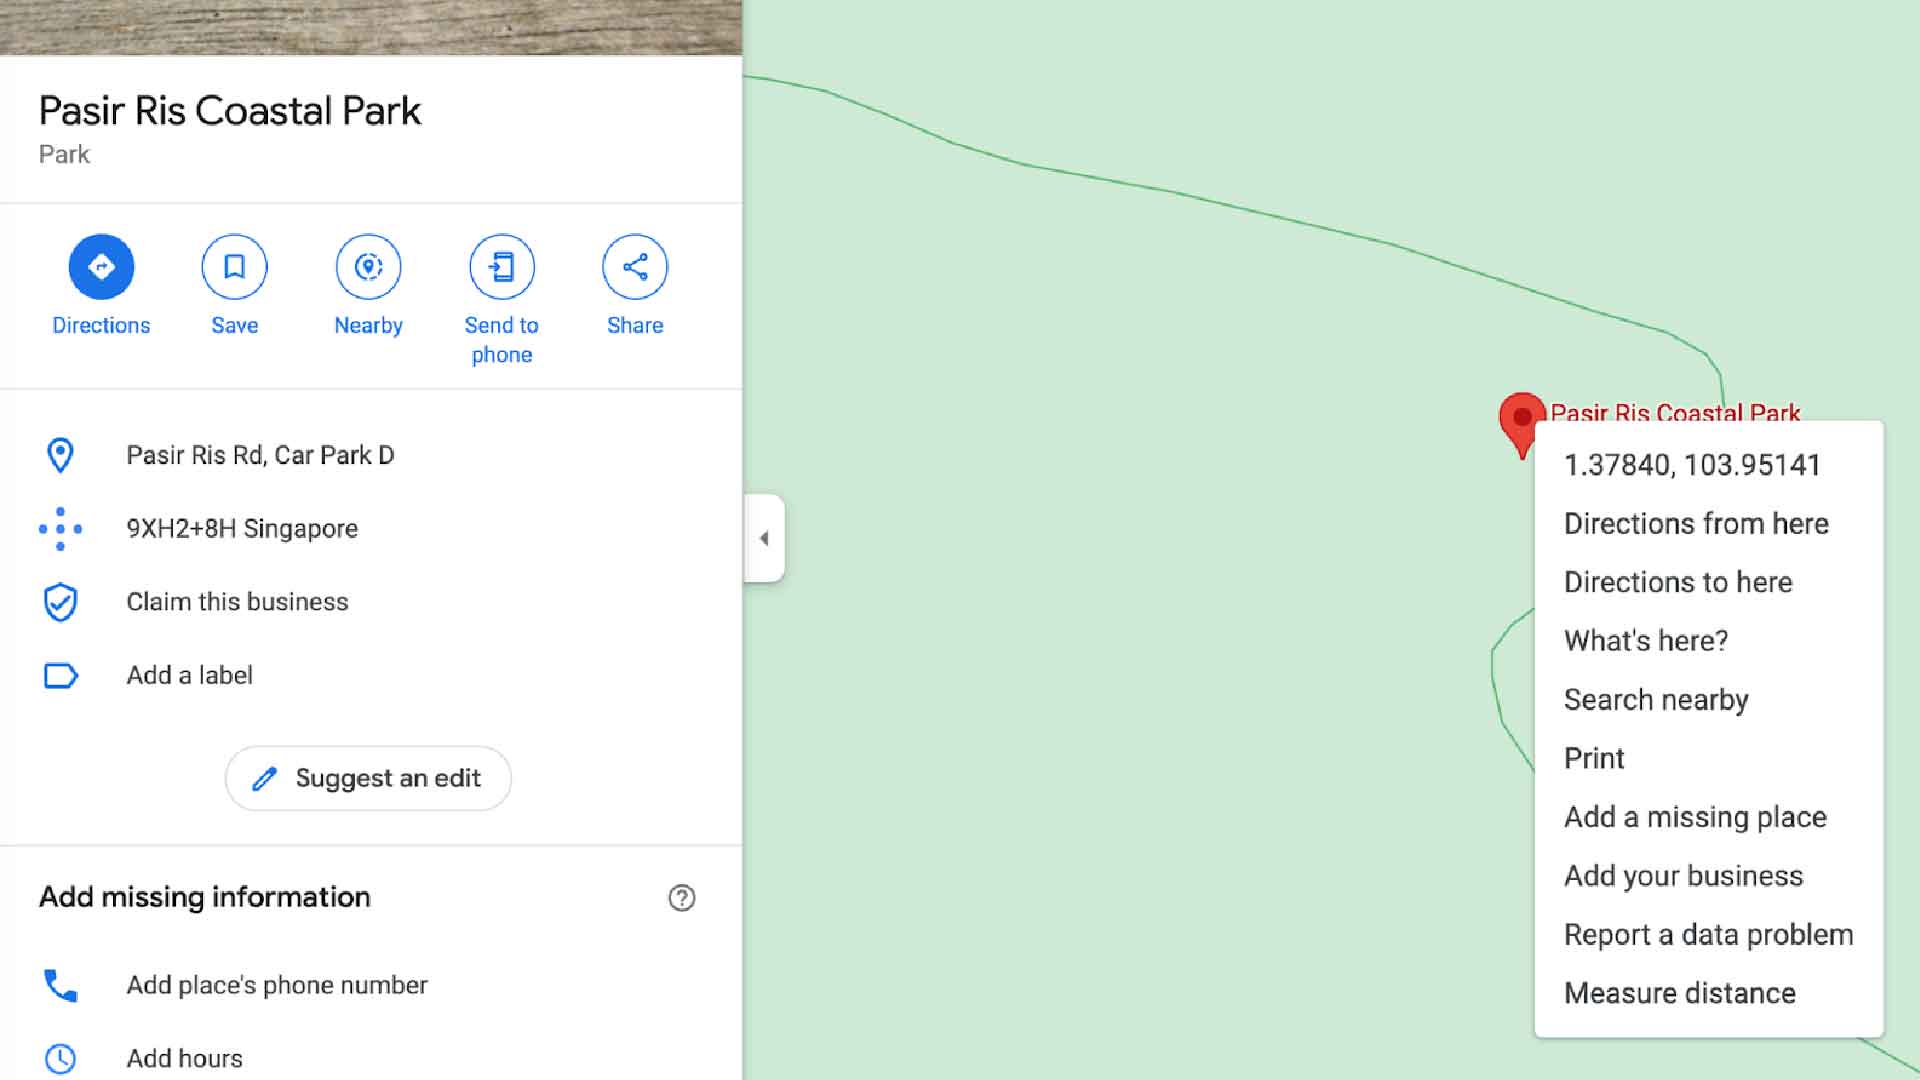 Pasir Ris Coastal Park
Park
Directions
Save
Nearby
Send to
phone
Share
Pasir Ris Rd, Car Park D
9XH2+8H Singapore
Claim this business
Add a label
Suggest an edit
Add missing information
Add place's phone number
Add hours
Pasir Ris Coastal Park
1.37840, 103.95141
Directions from here
Directions to here
What's here?
Search nearby
Print
Add a missing place
Add your business
Report a data problem
Measure distance